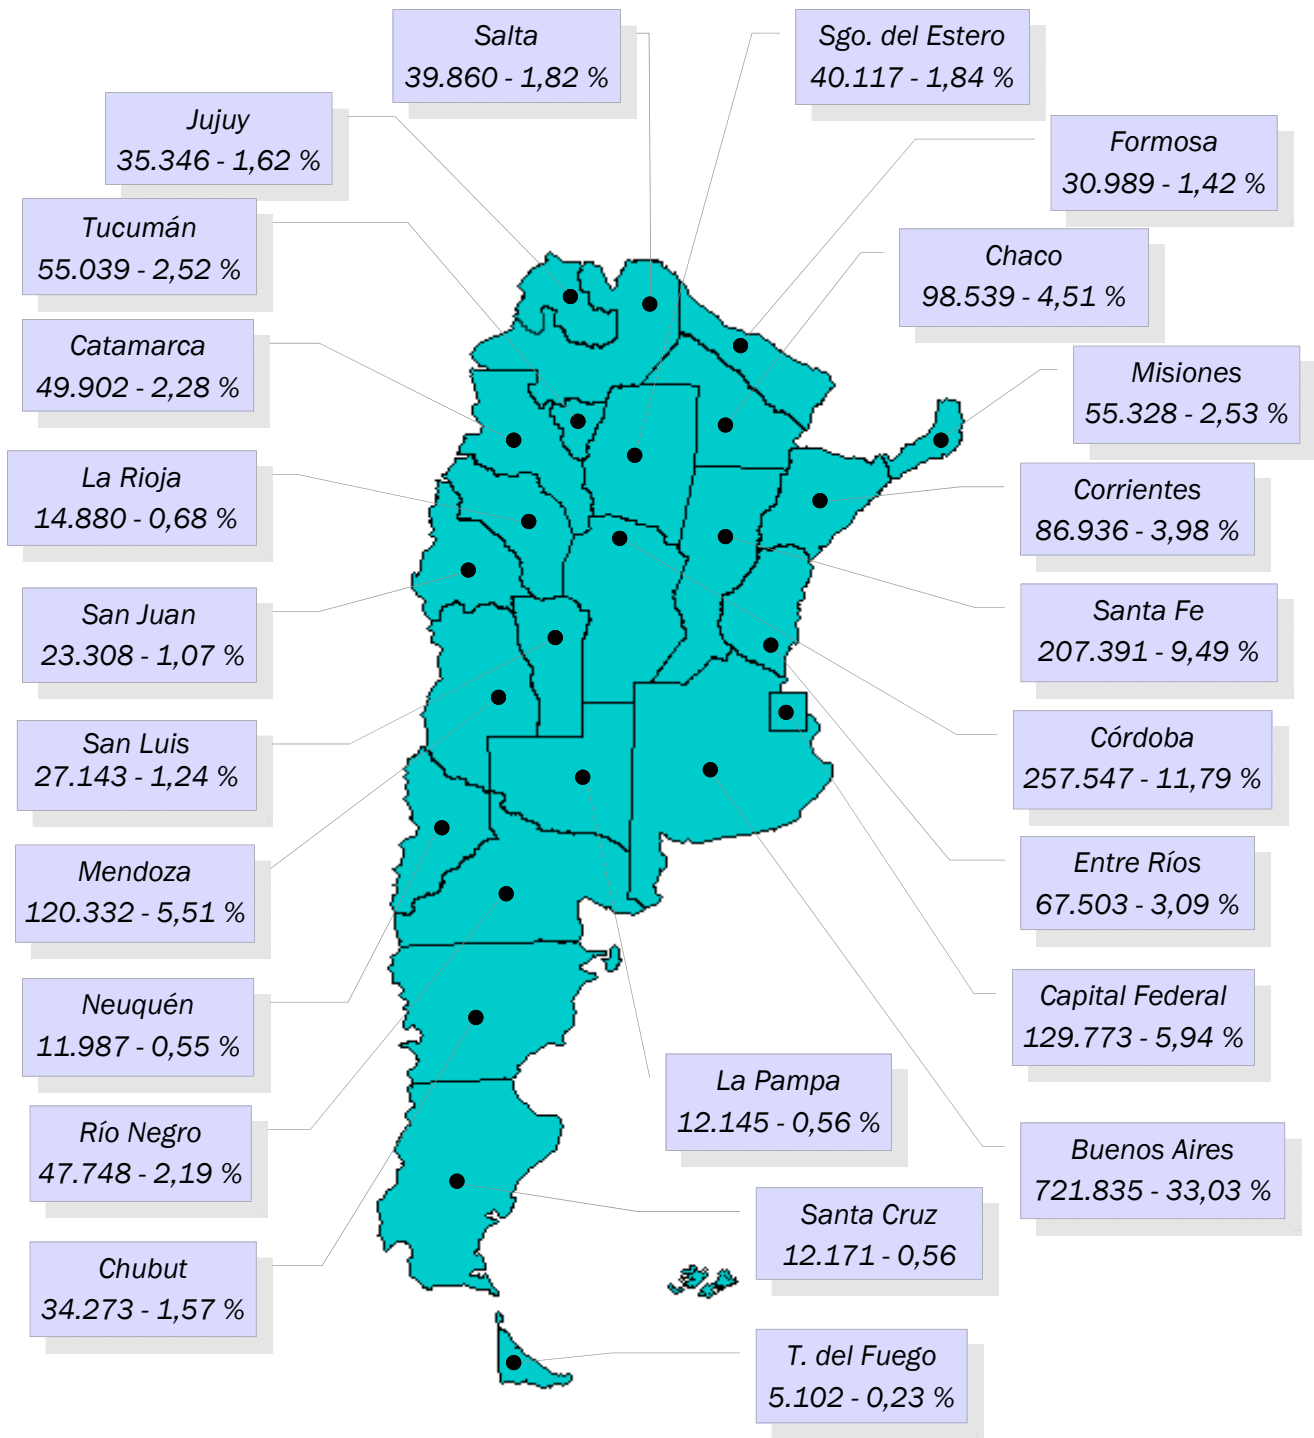 Salta
39.860 - 1,82 %
Sgo. del Estero
40.117 - 1,84 %
Jujuy
35.346 - 1,62 %
Formosa
30.989 - 1,42 %
Tucumán
55.039 - 2,52 %
Chaco
98.539 - 4,51 %
Catamarca
49.902 - 2,28 %
Misiones
55.328 - 2,53 %
La Rioja
14.880 - 0,68 %
Corrientes
86.936 - 3,98 %
San Juan
23.308 - 1,07 %
Santa Fe
207.391 - 9,49 %
San Luis
27.143 - 1,24 %
Córdoba
257.547 - 11,79 %
Mendoza
120.332 - 5,51 %
Entre Ríos
67.503 - 3,09 %
Neuquén
11.987 - 0,55 %
Capital Federal
129.773 - 5,94 %
La Pampa
12.145 - 0,56 %
Río Negro
47.748 - 2,19 %
Buenos Aires
721.835 - 33,03 %
Santa Cruz
12.171 - 0,56
Chubut
34.273 - 1,57 %
T. del Fuego
5.102 - 0,23 %